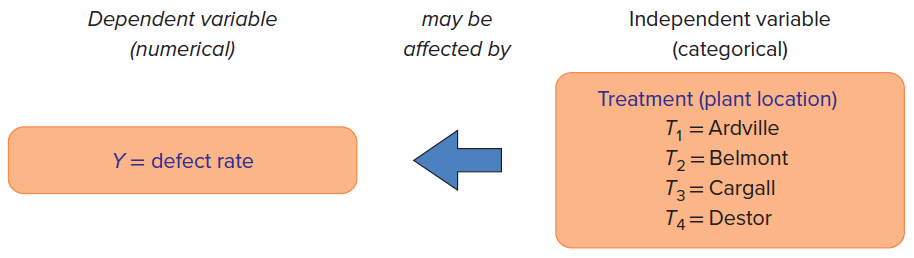 Dependent variable
(numerical)
may be
affected by
Independent variable
(categorical)
Y = defect rate
Treatment (plant location)
T₁ = Ardville
T₂ = Belmont
T₃ = Cargall
T₄ = Destor